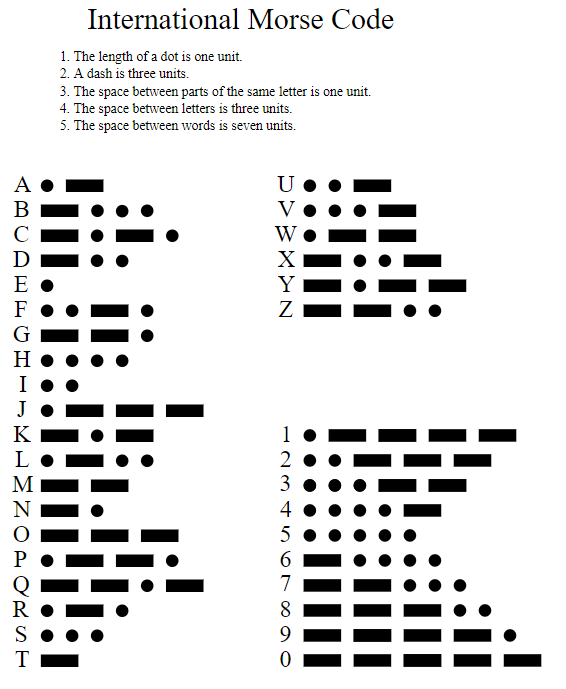 International Morse Code
1. The length of a dot is one unit.
2. A dash is three units.
3. The space between parts of the same letter is one unit.
4. The space between letters is three units.
5. The space between words is seven units.
A
B
C
D
E
F
G
H
I
J
K
L
M
N
O
P
Q
R
S
T
U
V
W
X
Y
Z
1
2
3
4
5
6
7
8
9
0